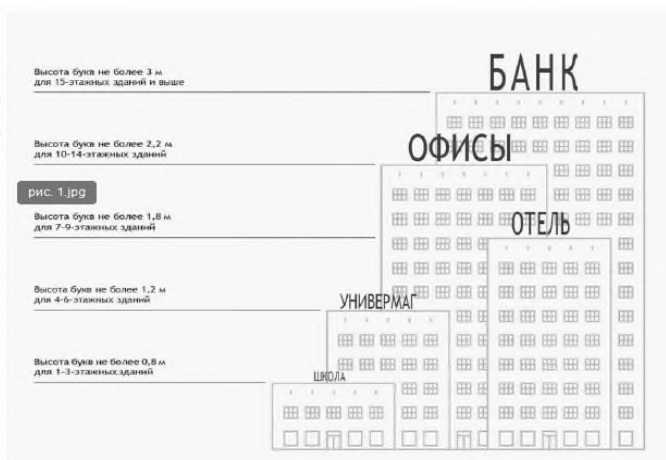 БАНК
Высота букв не более 3 м
для 15-этажных зданий и выше
ОФИСЫ
Высота букв не более 2,2 м
для 10-14-этажных зданий
рис. 1.jpg
ОТЕЛЬ
Высота букв не более 1,8 м
для 7-9-этажных зданий
УНИВЕРМАГ
Высота букв не более 1,2 м
для 4-6-этажных зданий
ШКОЛА
Высота букв не более 0,8 м
для 1-3-этажных зданий